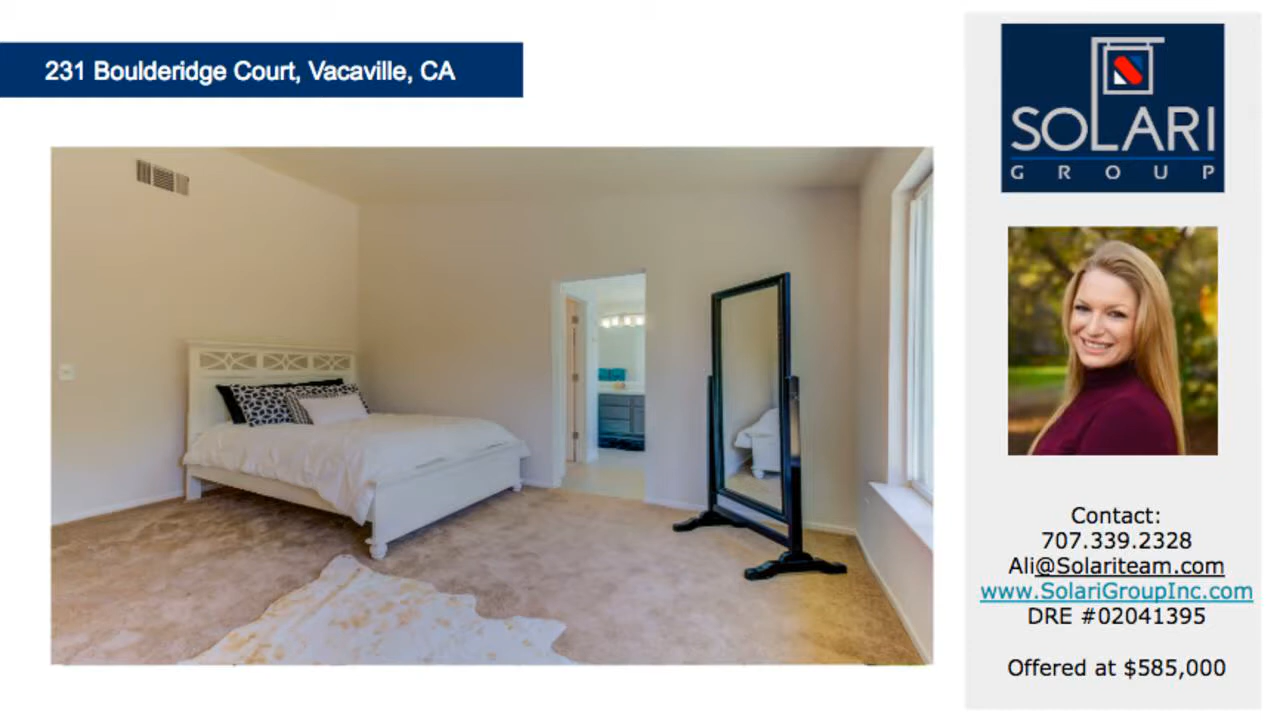 231 Boulderidge Court, Vacaville, CA
SOLARI
GROUP
Contact:
707.339.2328
Ali@Solariteam.com
www.SolariGroupInc.com
DRE #02041395
Offered at $585,000